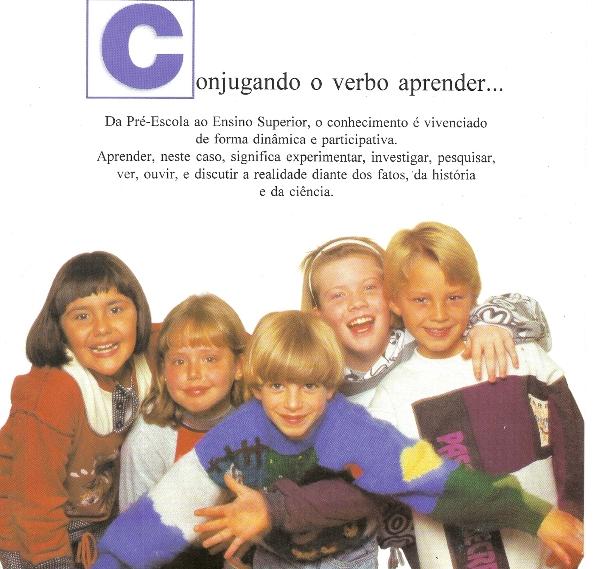 Conjugando o verbo aprender...
Da Pré-Escola ao Ensino Superior, o conhecimento é vivenciado
de forma dinâmica e participativa.
Aprender, neste caso, significa experimentar, investigar, pesquisar,
ver, ouvir, e discutir a realidade diante dos fatos, da história
e da ciência.